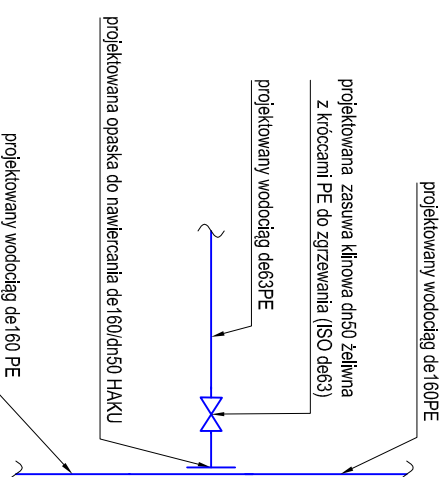 projektowany wodociąg de160PE
projektowana zasuwa klinowa dn50 żeliwna
z króćcami PE do zgrzewania (ISO de63)
projektowany wodociąg de63PE
projektowana opaska do nawiercania de160/dn50 HAKU
projektowany wodociąg de160 PE